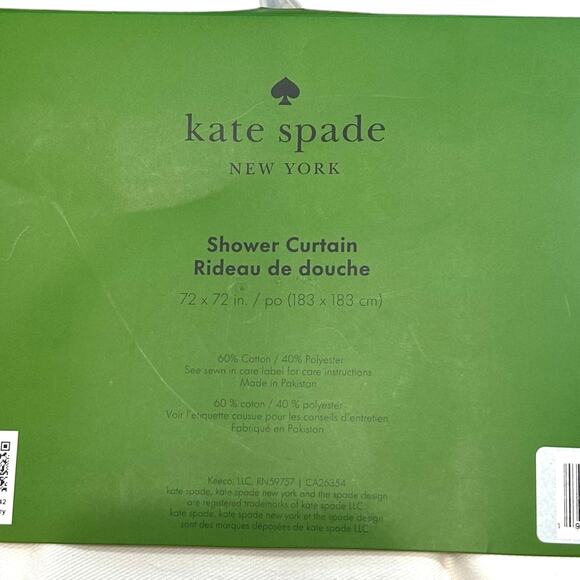 kate spade
NEW YORK
Shower Curtain
Rideau de douche
72 x 72 in. / po (183 x 183 cm)
60% Cotton / 40% Polyester
See sewn in care label for care instructions.
Made in Pakistan
60 % coton / 40 % polyester
Voir l'etiquette cousue pour les conseils d'entretien.
Fabriqué en Pakistan
Keeco, LLC, RN59757 | CA26354
kate spade, kate spade new york and the spade design
are registered trademarks of kate spade LLC.
kate spade, kate spade new york et the spade design
sont des marques déposées de kate spade LLC.